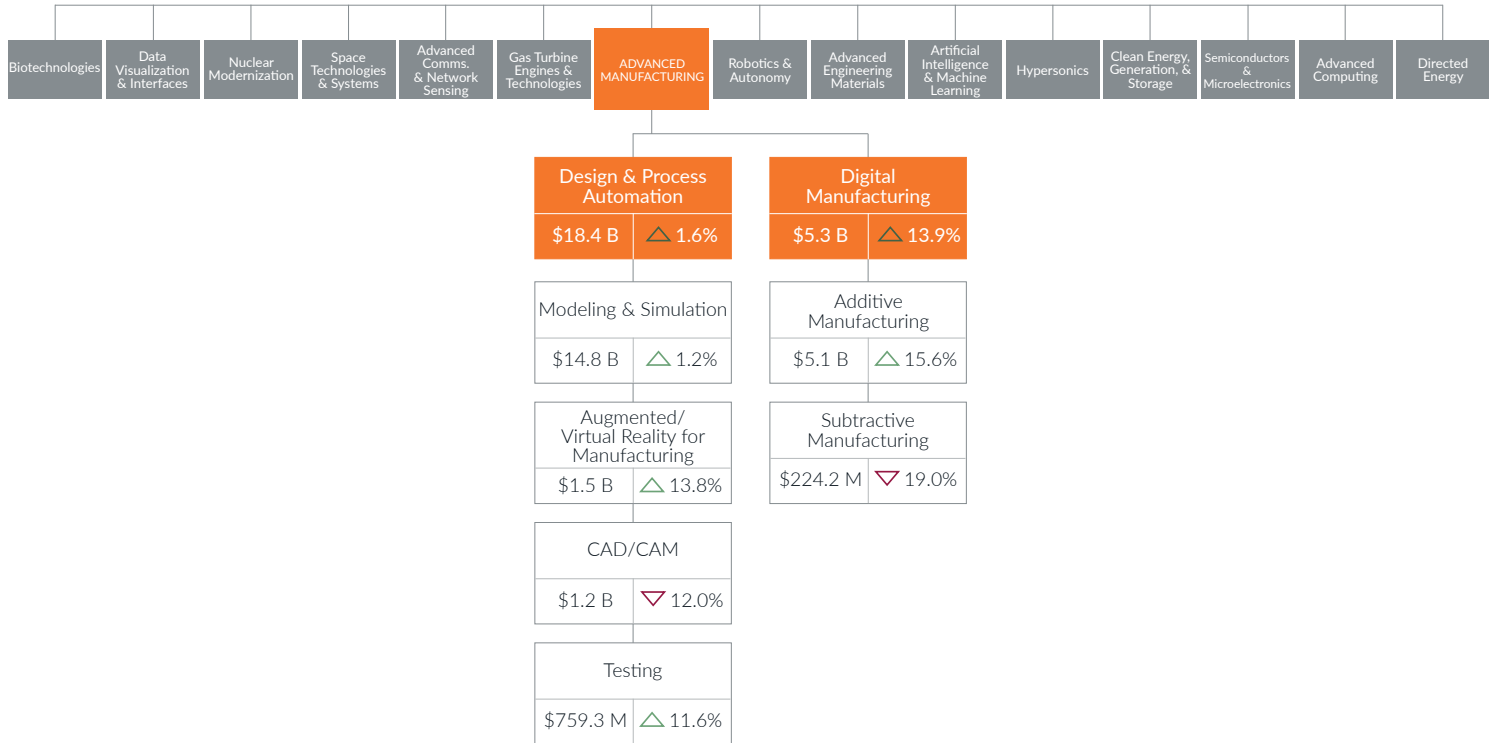 Biotechnologies
Data
Visualization
& Interfaces
Nuclear
Modernization
Space
Technologies
& Systems
Advanced
Comms.
& Network
Sensing
Gas Turbine
Engines &
Technologies
ADVANCED
MANUFACTURING
Robotics &
Autonomy
Advanced
Engineering
Materials
Artificial
Intelligence
& Machine
Learning
Hypersonics
Clean Energy,
Generation, &
Storage
Semiconductors
&
Microelectronics
Advanced
Computing
Directed
Energy
Design & Process
Automation
$18.4 B
1.6%
Modeling & Simulation
$14.8 B
1.2%
Augmented/
Virtual Reality for
Manufacturing
$1.5 B
13.8%
CAD/CAM
$1.2 B
12.0%
Testing
$759.3 M
11.6%
Digital
Manufacturing
$5.3 B
13.9%
Additive
Manufacturing
$5.1 B
15.6%
Subtractive
Manufacturing
$224.2 M
19.0%